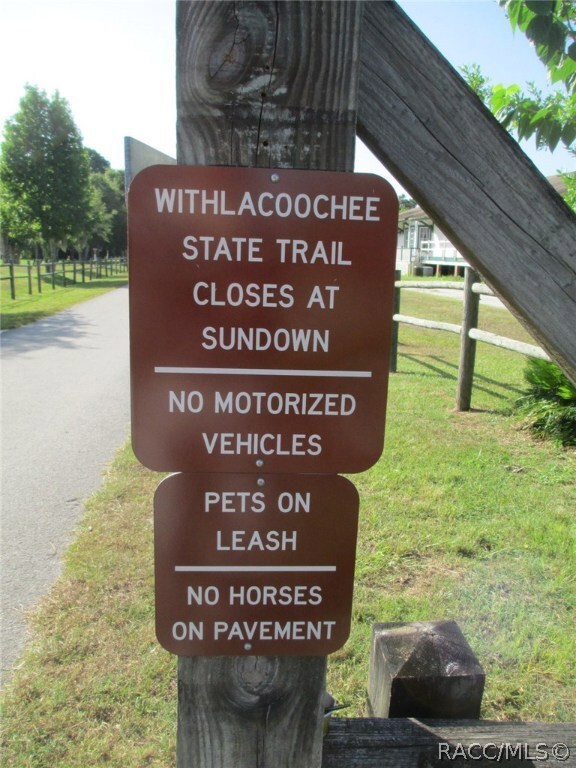 WITHLACOOCHEE
STATE TRAIL
CLOSES AT
SUNDOWN
NO MOTORIZED
VEHICLES
PETS ON
LEASH
NO HORSES
ON PAVEMENT
RACC/MLS©